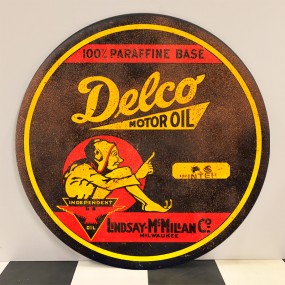 100% PARAFFINE BASE
Delco
MOTOR OIL
WINTER
INDEPENDENT
OIL
LINDSAY-McMILLAN Co.
MILWAUKEE